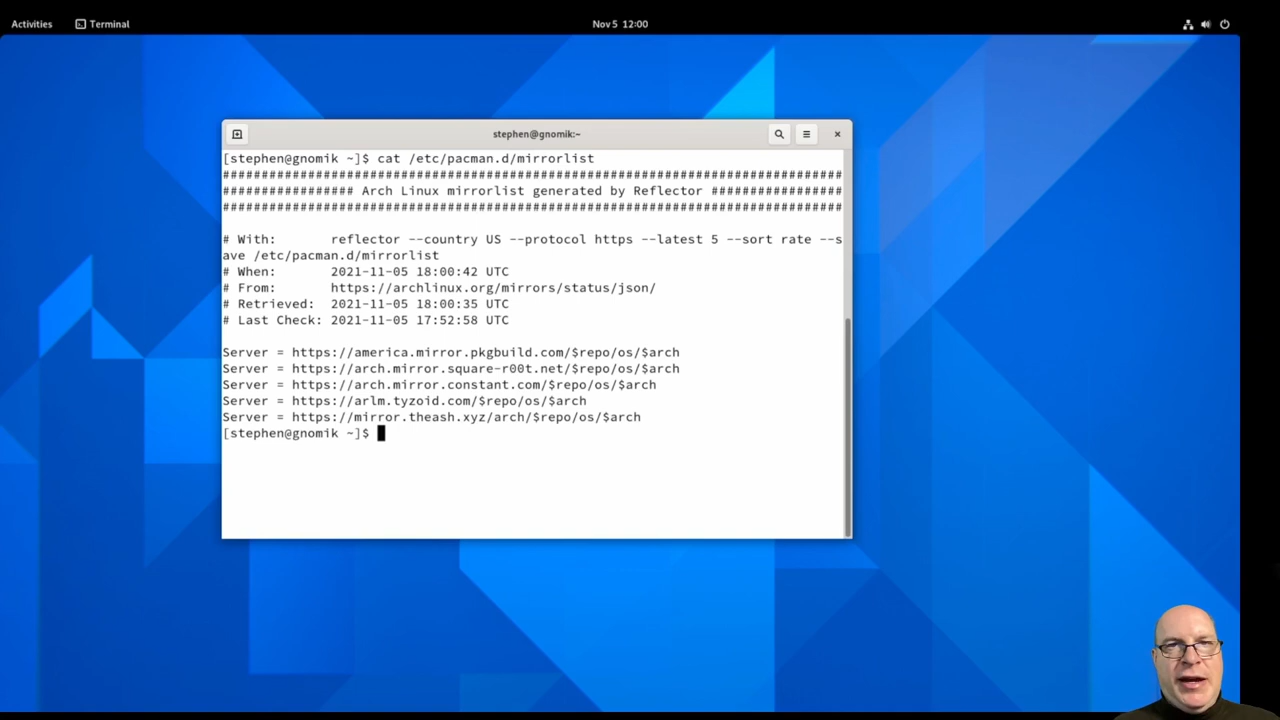 Activities Terminal Nov 5 12:00
stephen@gnomik:~
[stephen@gnomik ~]$ cat /etc/pacman.d/mirrorlist
################################################################################
################# Arch Linux mirrorlist generated by Reflector #################
################################################################################
# With:       reflector --country US --protocol https --latest 5 --sort rate --s
ave /etc/pacman.d/mirrorlist
# When:       2021-11-05 18:00:42 UTC
# From:       https://archlinux.org/mirrors/status/json/
# Retrieved:  2021-11-05 18:00:35 UTC
# Last Check: 2021-11-05 17:52:58 UTC
Server = https://america.mirror.pkgbuild.com/$repo/os/$arch
Server = https://arch.mirror.square-r00t.net/$repo/os/$arch
Server = https://arch.mirror.constant.com/$repo/os/$arch
Server = https://arlm.tyzoid.com/$repo/os/$arch
Server = https://mirror.theash.xyz/arch/$repo/os/$arch
[stephen@gnomik ~]$